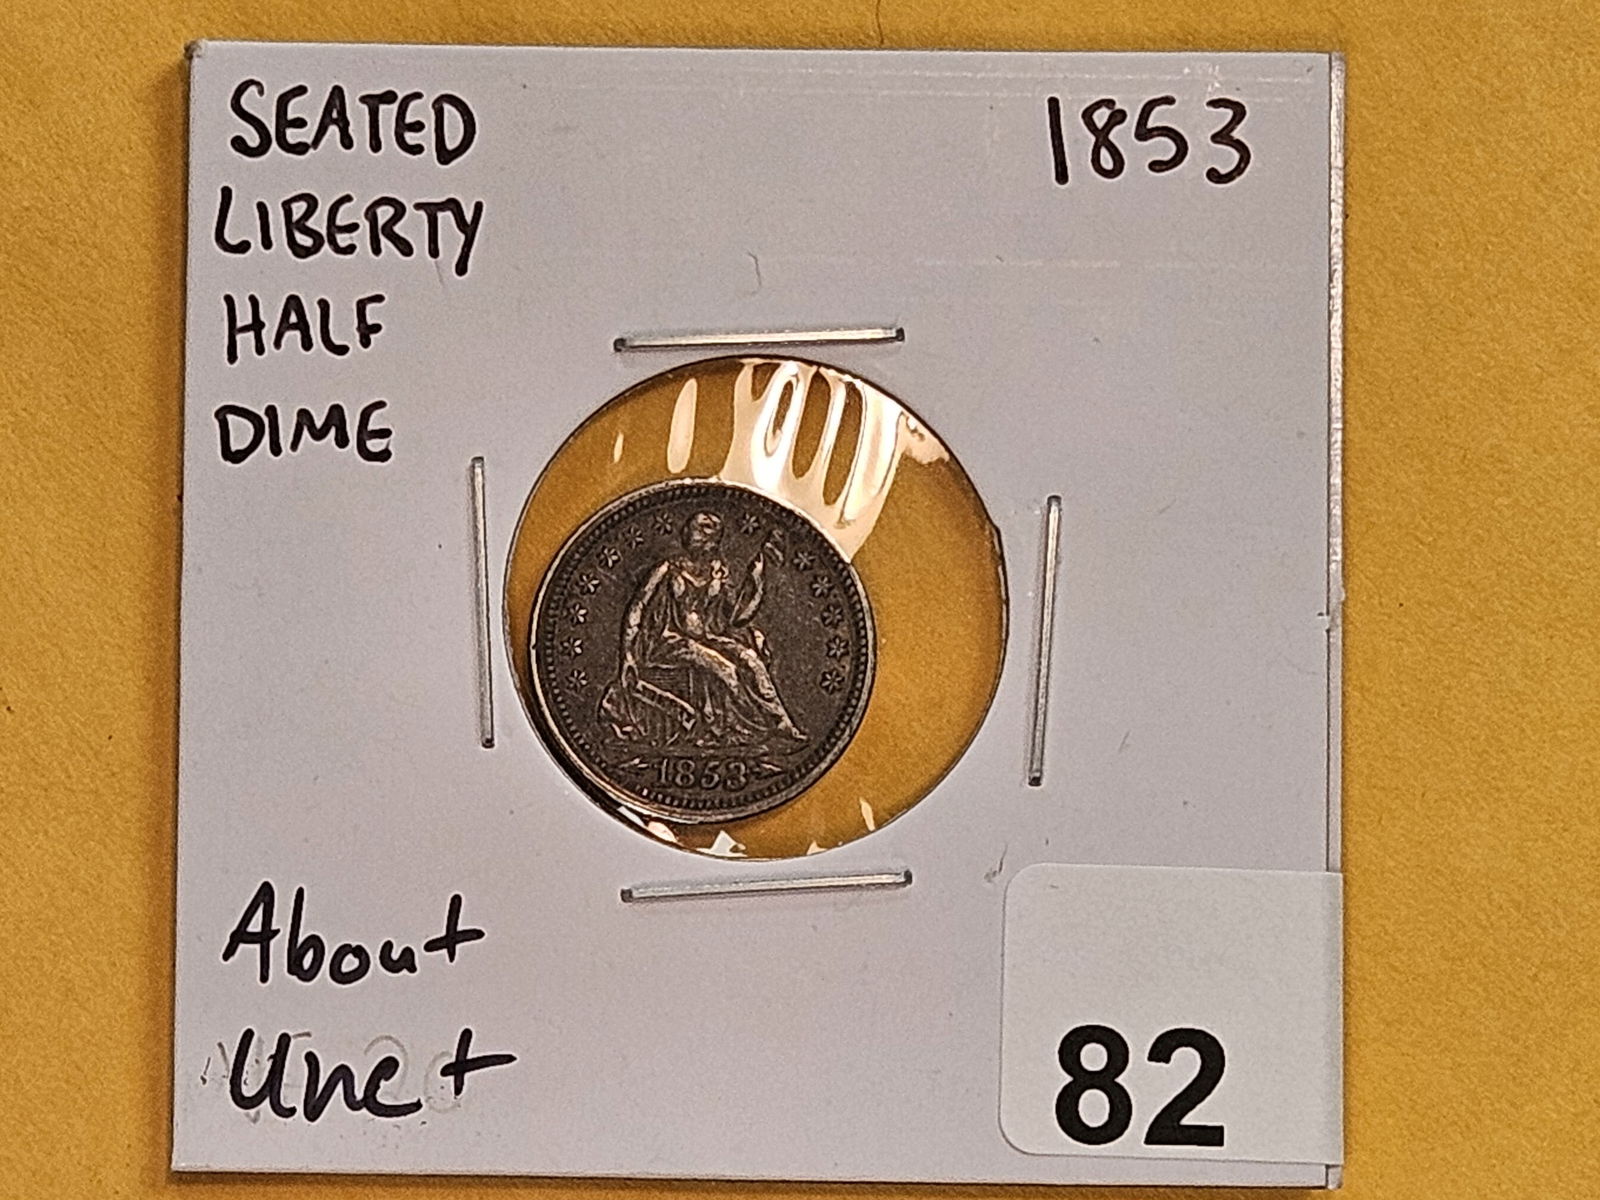 SEATED
LIBERTY
HALF
DIME
1853
1853
About
Unc+
82